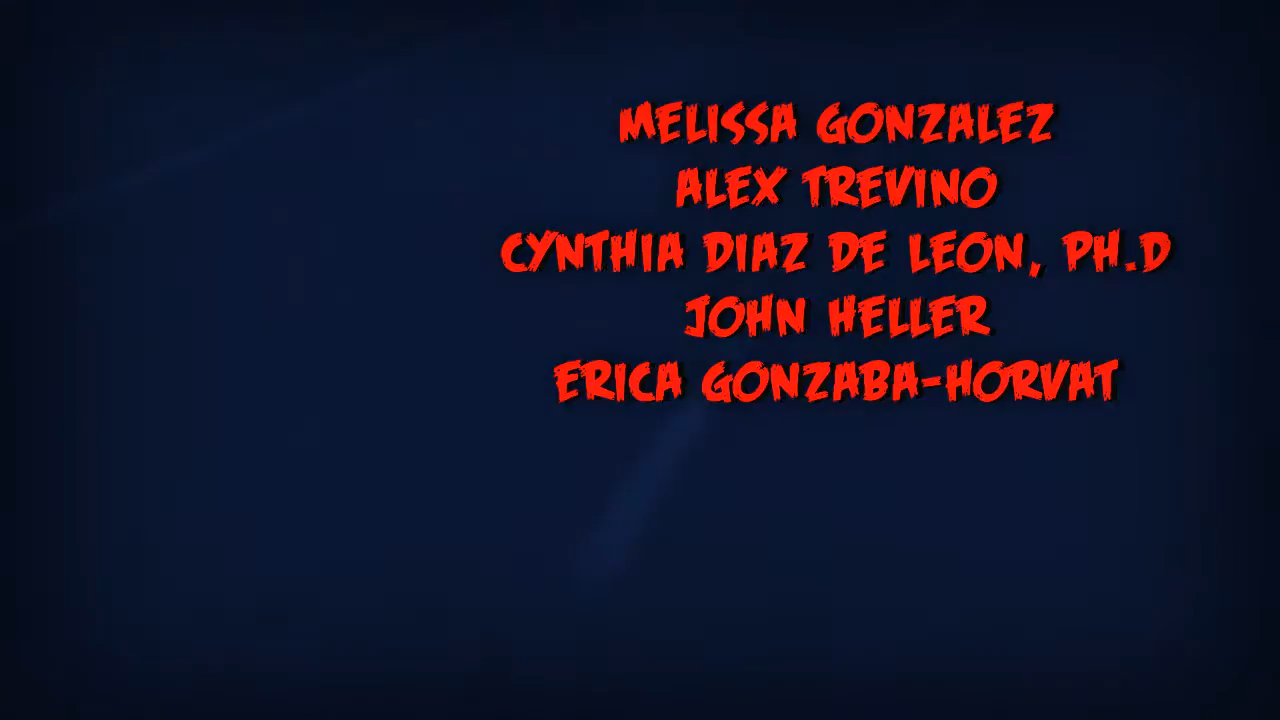 MELISSA GONZALEZ
ALEX TREVINO
CYNTHIA DIAZ DE LEON, PH.D
JOHN HELLER
ERICA GONZABA-HORVAT